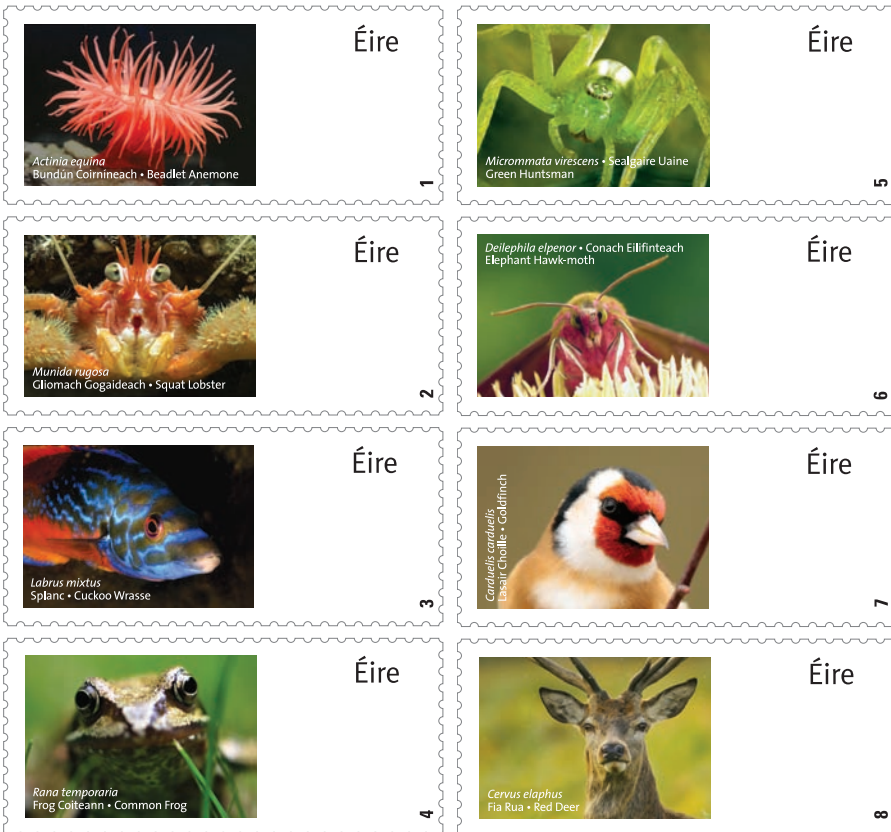 Éire
Actinia equina
Bundún Coirníneach • Beadlet Anemone
1
Éire
Munida rugosa
Gliomach Gogaideach • Squat Lobster
2
Éire
Labrus mixtus
Splanc • Cuckoo Wrasse
3
Éire
Rana temporaria
Frog Coiteann • Common Frog
4
Éire
Micrommata virescens • Sealgaire Uaine
Green Huntsman
5
Éire
Deilephila elpenor • Conach Eilifinteach
Elephant Hawk-moth
6
Éire
Carduelis carduelis
Lasair Choille • Goldfinch
7
Éire
Cervus elaphus
Fia Rua • Red Deer
8